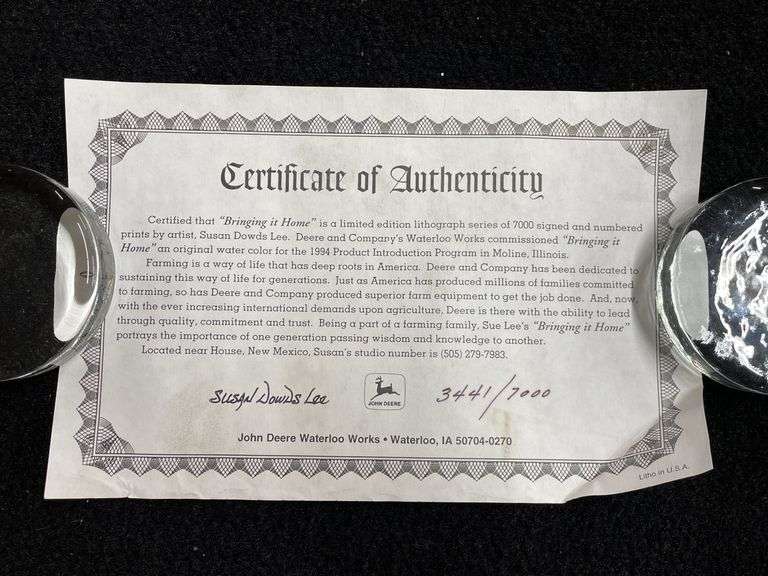 Certificate of Authenticity
Certified that "Bringing it Home" is a limited edition lithograph series of 7000 signed and numbered
prints by artist, Susan Dowds Lee. Deere and Company's Waterloo Works commissioned "Bringing it
Home" an original water color for the 1994 Product Introduction Program in Moline, Illinois.
Farming is a way of life that has deep roots in America. Deere and Company has been dedicated to
sustaining this way of life for generations. Just as America has produced millions of families committed
to farming, so has Deere and Company produced superior farm equipment to get the job done. And, now,
with the ever increasing international demands upon agriculture, Deere is there with the ability to lead
through quality, commitment and trust. Being a part of a farming family, Sue Lee's "Bringing it Home"
portrays the importance of one generation passing wisdom and knowledge to another.
Located near House, New Mexico, Susan's studio number is (505) 279-7983.
Susan Dowds Lee
JOHN DEERE
3441/7000
John Deere Waterloo Works • Waterloo, IA 50704-0270
Litho in U.S.A.